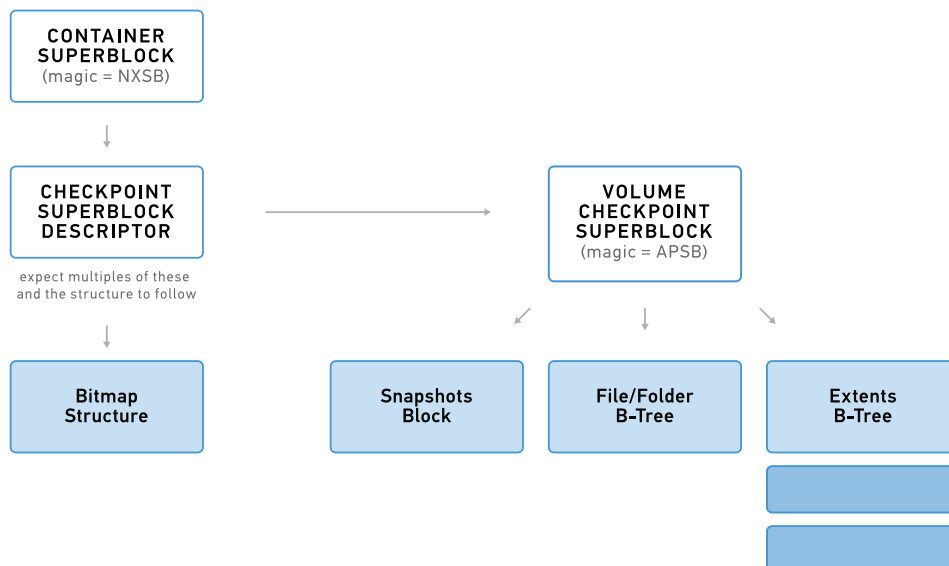 CONTAINER
SUPERBLOCK
(magic = NXSB)
CHECKPOINT
SUPERBLOCK
DESCRIPTOR
expect multiples of these
and the structure to follow
VOLUME
CHECKPOINT
SUPERBLOCK
(magic = APSB)
Bitmap
Structure
Snapshots
Block
File/Folder
B-Tree
Extents
B-Tree